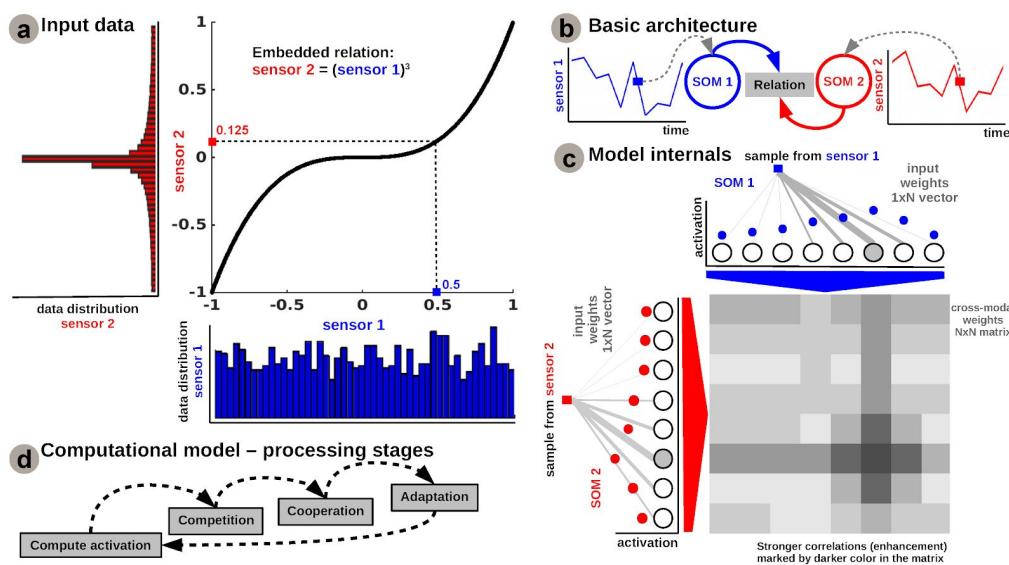 a Input data
Embedded relation:
sensor 2 = (sensor 1)³
1
0.5
0
-0.5
-1
sensor 2
0.125
0.5
-1
-0.5
0
0.5
1
sensor 1
data distribution
sensor 2
data distribution
sensor 1
b Basic architecture
sensor 1
time
SOM 1
Relation
SOM 2
sensor 2
time
c Model internals
sample from sensor 1
SOM 1
input
weights
1xN vector
activation
input
weights
1xN vector
sample from sensor 2
SOM 2
activation
cross-moda
weights
NxN matrix
Stronger correlations (enhancement)
marked by darker color in the matrix
d Computational model – processing stages
Compute activation
Competition
Cooperation
Adaptation